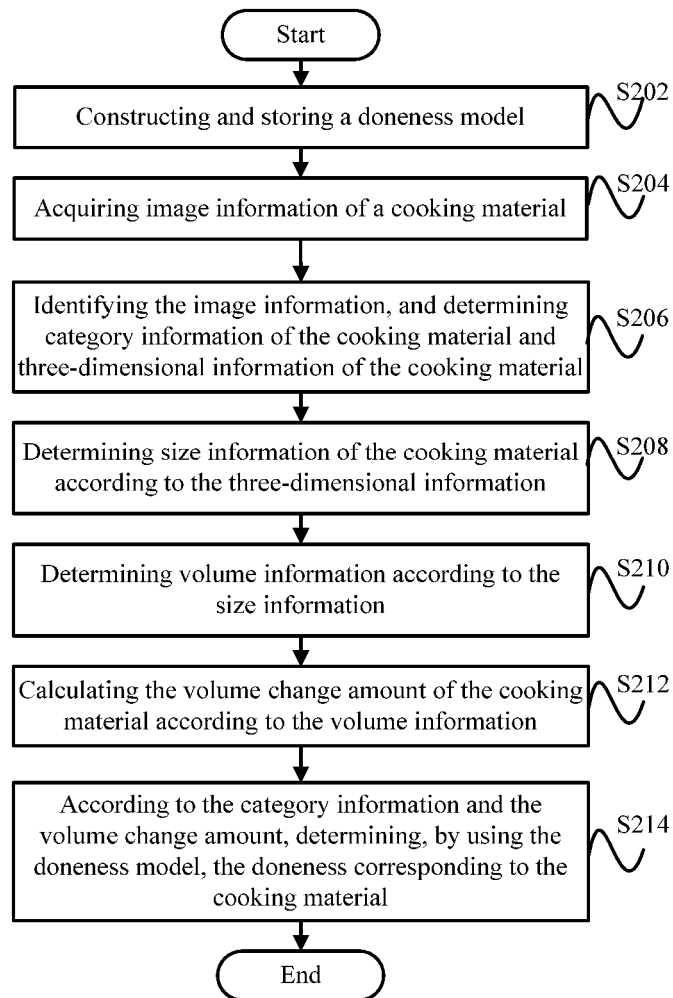 Start
S202
Constructing and storing a doneness model
S204
Acquiring image information of a cooking material
S206
Identifying the image information, and determining
category information of the cooking material and
three-dimensional information of the cooking material
S208
Determining size information of the cooking material
according to the three-dimensional information
S210
Determining volume information according to the
size information
S212
Calculating the volume change amount of the cooking
material according to the volume information
S214
According to the category information and the
volume change amount, determining, by using the
doneness model, the doneness corresponding to the
cooking material
End